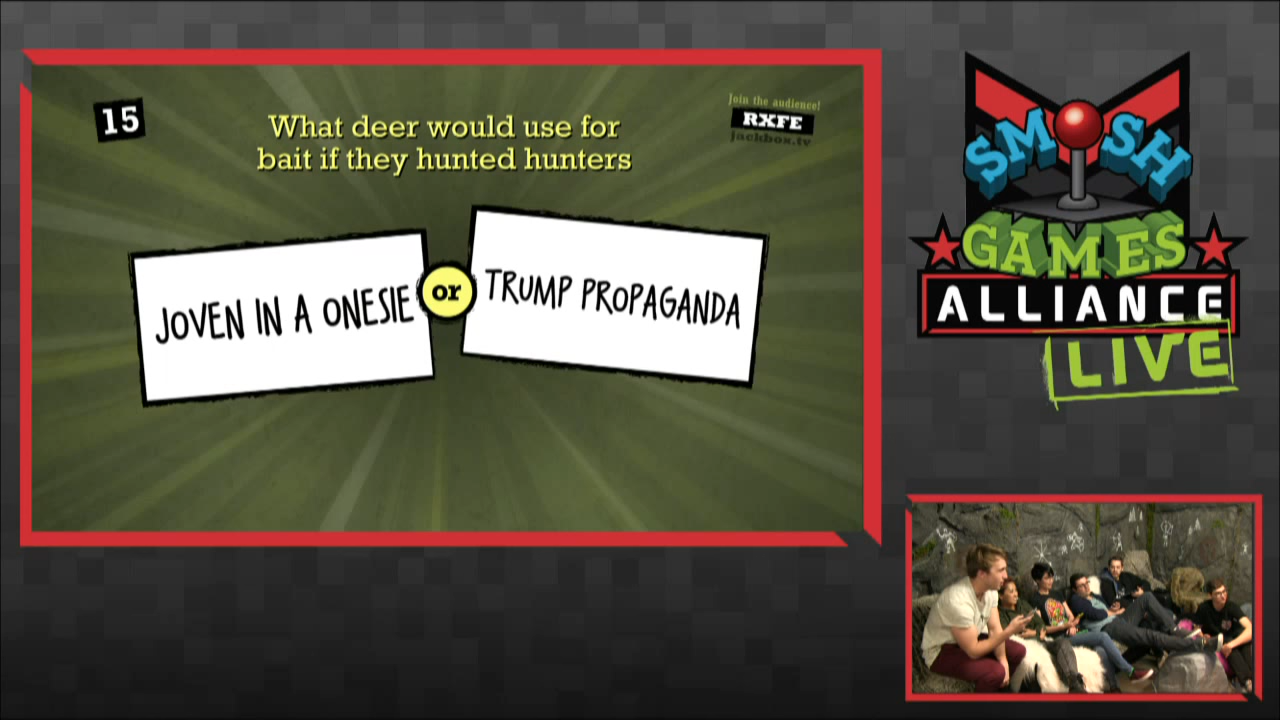 15
What deer would use for
bait if they hunted hunters
Join the audience!
RXFE
jackbox.tv
JOVEN IN A ONESIE
or
TRUMP PROPAGANDA
SMOSH
GAMES
ALLIANCE
LIVE